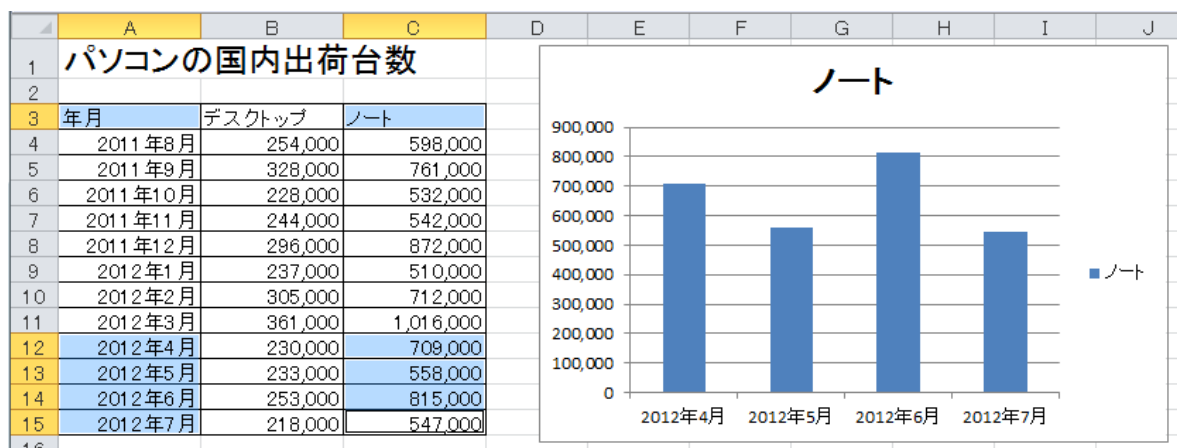 A B C D E F G H I J
1 パソコンの国内出荷台数
2
3 年月 デスクトップ ノート
4 2011年8月 254,000 598,000
5 2011年9月 328,000 761,000
6 2011年10月 228,000 532,000
7 2011年11月 244,000 542,000
8 2011年12月 296,000 872,000
9 2012年1月 237,000 510,000
10 2012年2月 305,000 712,000
11 2012年3月 361,000 1,016,000
12 2012年4月 230,000 709,000
13 2012年5月 233,000 558,000
14 2012年6月 253,000 815,000
15 2012年7月 218,000 547,000
16
ノート
900,000
800,000
700,000
600,000
500,000
400,000
300,000
200,000
100,000
0
2012年4月 2012年5月 2012年6月 2012年7月
ノート